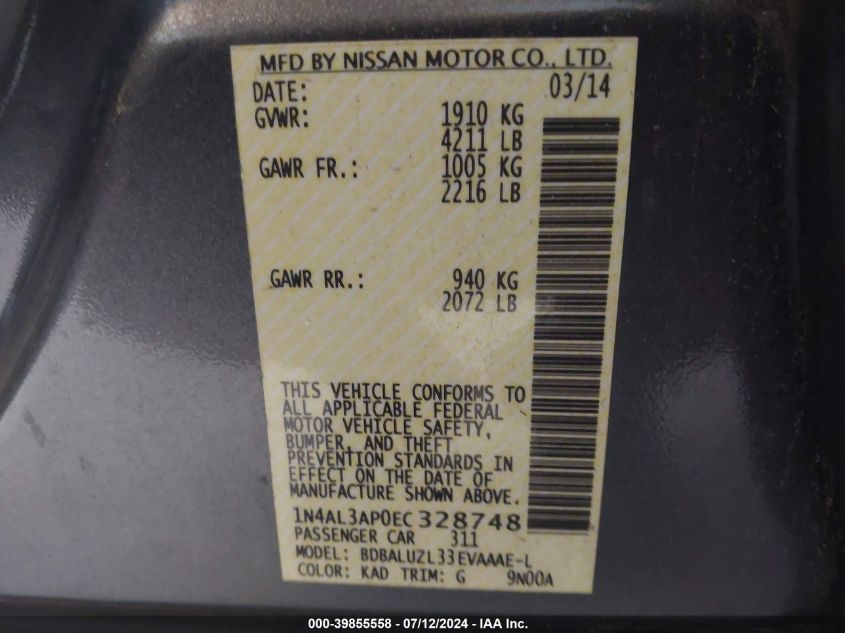 MFD BY NISSAN MOTOR CO., LTD.
DATE: 03/14
GVWR: 1910 KG
4211 LB
GAWR FR.: 1005 KG
2216 LB
GAWR RR.: 940 KG
2072 LB
THIS VEHICLE CONFORMS TO
ALL APPLICABLE FEDERAL
MOTOR VEHICLE SAFETY,
BUMPER, AND THEFT
PREVENTION STANDARDS IN
EFFECT ON THE DATE OF
MANUFACTURE SHOWN ABOVE.
1N4AL3AP0EC328748
PASSENGER CAR 311
MODEL: BDBALUZL33EVAAAE-L
COLOR: KAD TRIM: G 9N00A
000-39855558 - 07/12/2024 - IAA Inc.